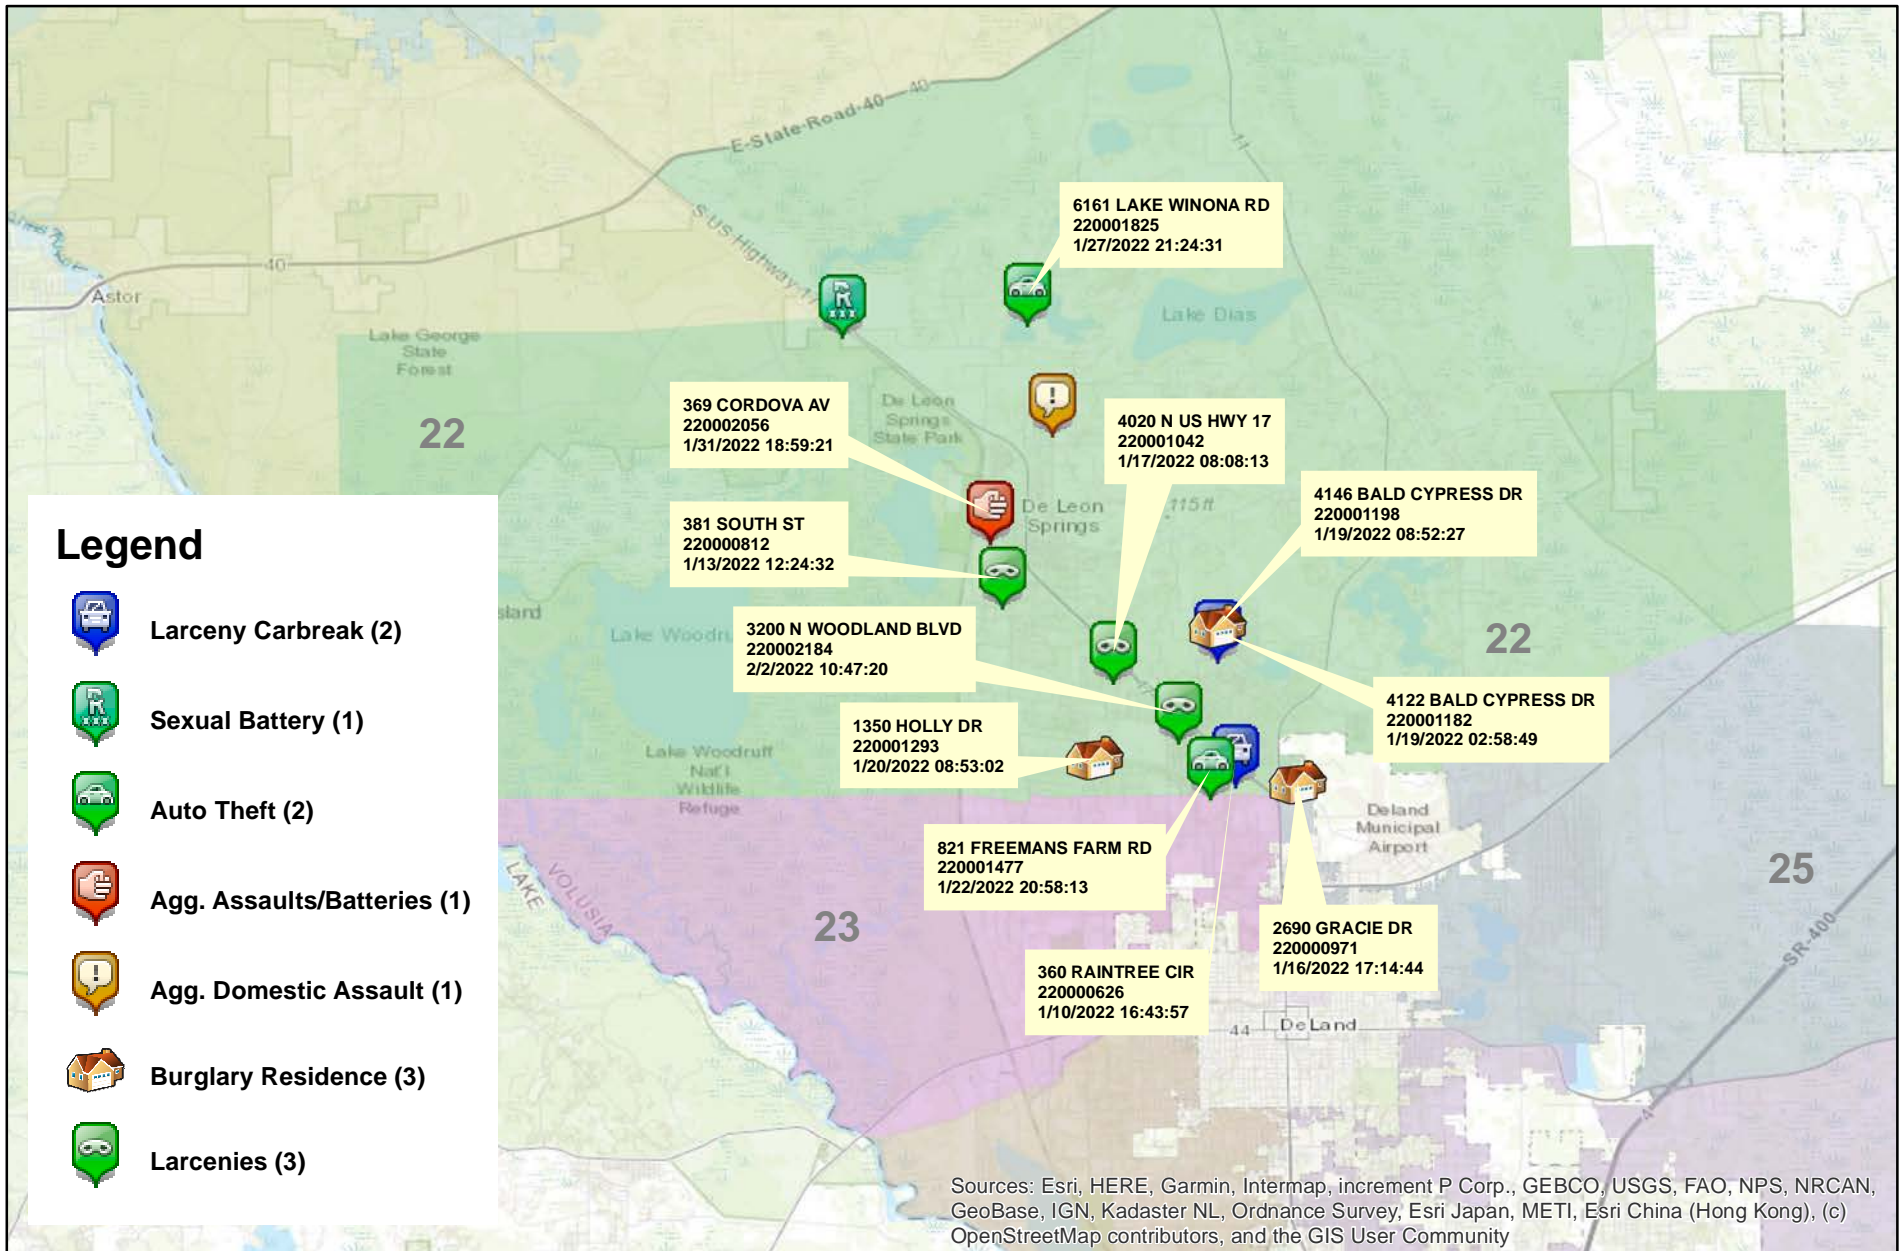 E-State-Road-40
40
11
6161 LAKE WINONA RD
220001825
1/27/2022 21:24:31
S-US-Highway-17
40
Astor
Lake Dias
Lake George
State
Forest
22
De Leon
Springs
State Park
369 CORDOVA AV
220002056
1/31/2022 18:59:21
4020 N US HWY 17
220001042
1/17/2022 08:08:13
4146 BALD CYPRESS DR
220001198
1/19/2022 08:52:27
De Leon
Springs
115 ft
381 SOUTH ST
220000812
1/13/2022 12:24:32
sland
Lake Woodru
3200 N WOODLAND BLVD
220002184
2/2/2022 10:47:20
22
4122 BALD CYPRESS DR
220001182
1/19/2022 02:58:49
1350 HOLLY DR
220001293
1/20/2022 08:53:02
Lake Woodruff
Nat'l
Wildlife
Refuge
Deland
Municipal
Airport
821 FREEMANS FARM RD
220001477
1/22/2022 20:58:13
25
23
LAKE
VOLUSIA
2690 GRACIE DR
220000971
1/16/2022 17:14:44
360 RAINTREE CIR
220000626
1/10/2022 16:43:57
SR-400
44
DeLand
4
Legend
Larceny Carbreak (2)
Sexual Battery (1)
Auto Theft (2)
Agg. Assaults/Batteries (1)
Agg. Domestic Assault (1)
Burglary Residence (3)
Larcenies (3)
Sources: Esri, HERE, Garmin, Intermap, increment P Corp., GEBCO, USGS, FAO, NPS, NRCAN,
GeoBase, IGN, Kadaster NL, Ordnance Survey, Esri Japan, METI, Esri China (Hong Kong), (c)
OpenStreetMap contributors, and the GIS User Community